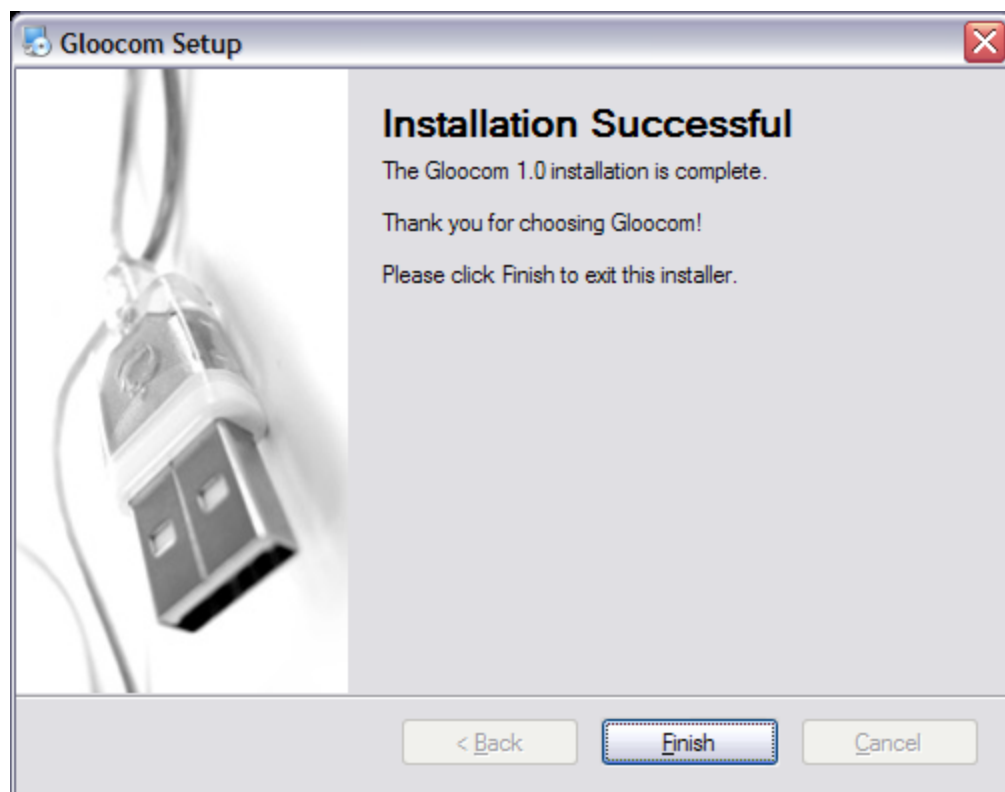 Gloocom Setup
Installation Successful
The Gloocom 1.0 installation is complete.
Thank you for choosing Gloocom!
Please click Finish to exit this installer.
< Back Finish Cancel